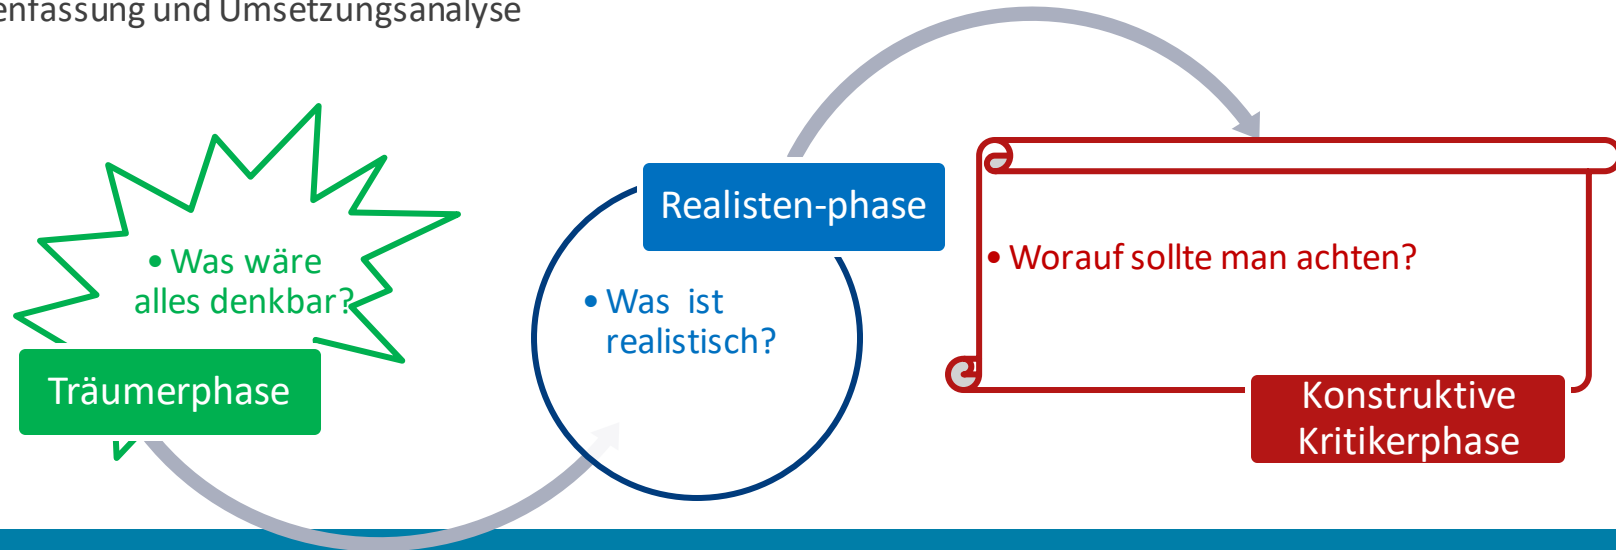 enfassung und Umsetzungsanalyse
• Was wäre
alles denkbar?
Träumerphase
Realisten-phase
• Was ist
realistisch?
• Worauf sollte man achten?
Konstruktive
Kritikerphase